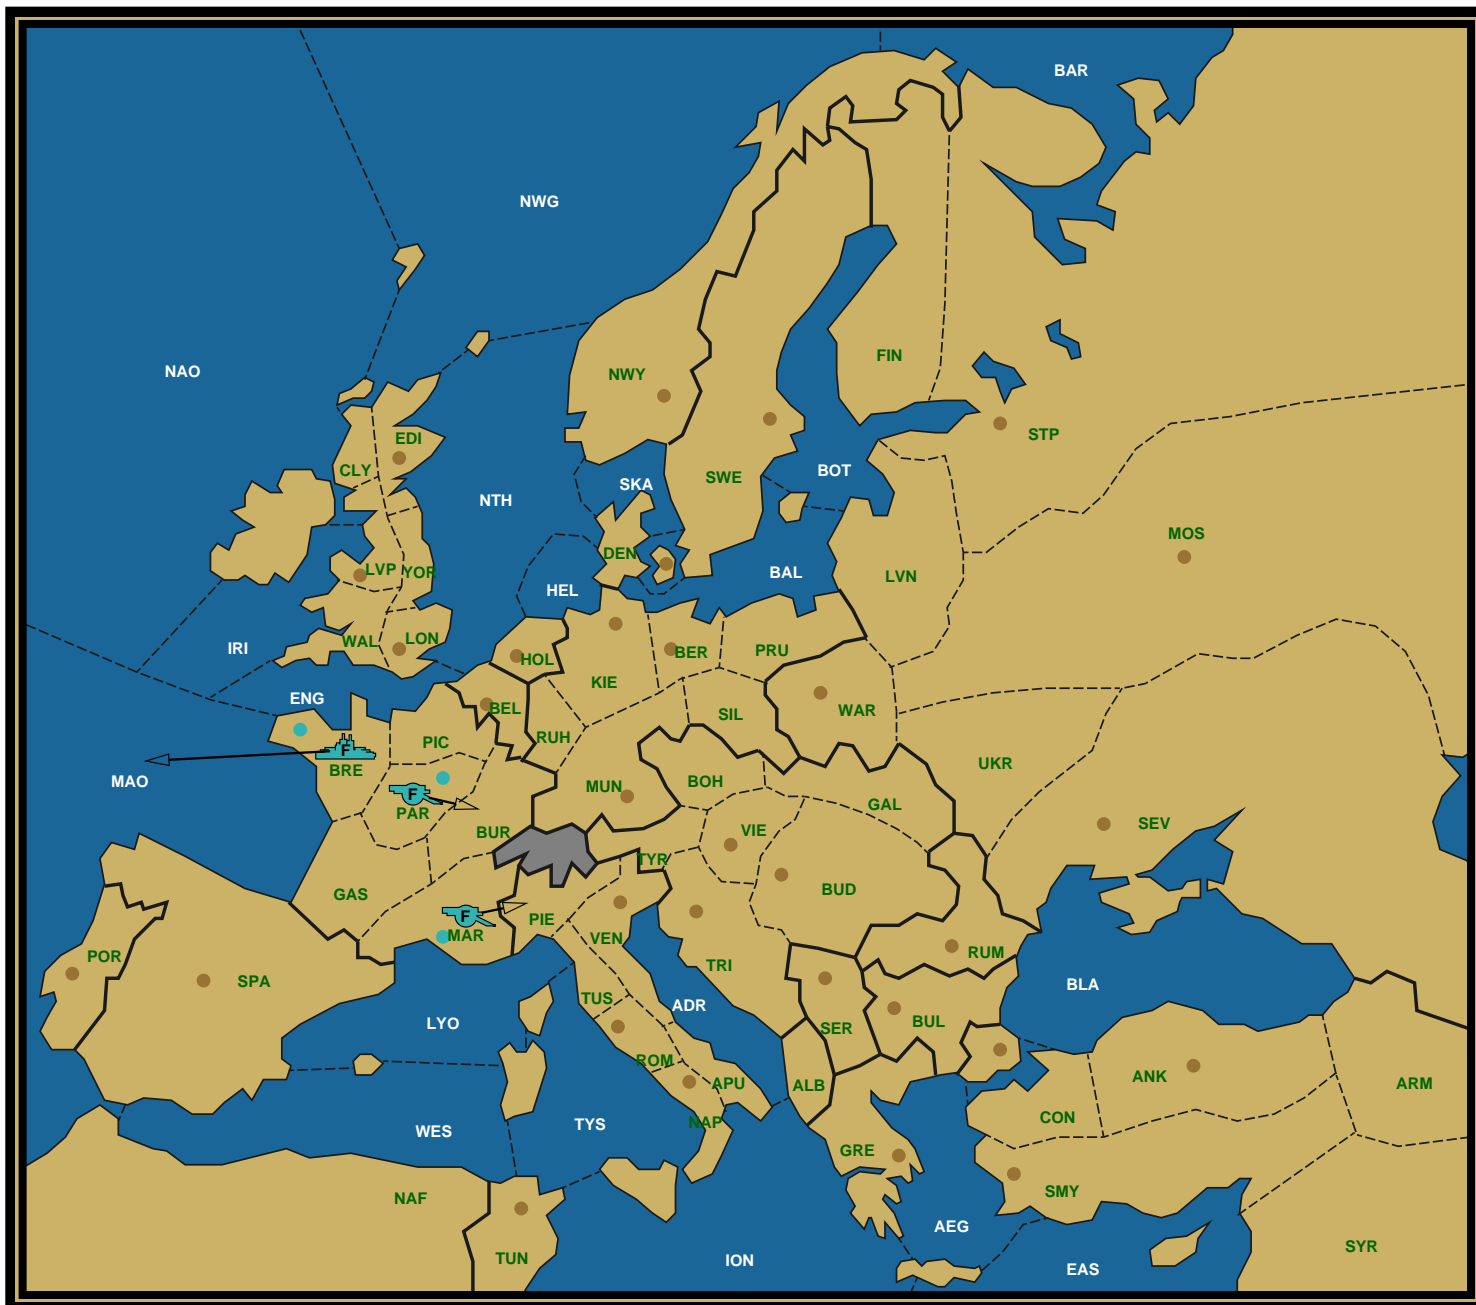 BAR
NWG
NAO
FIN
NWY
EDI
STP
CLY
SKA
BOT
SWE
NTH
MOS
DEN
LVP
YOR
BAL
LVN
HEL
IRI
WAL
LON
HOL
BER
PRU
KIE
ENG
BEL
SIL
WAR
PIC
RUH
F
BRE
MAO
UKR
MUN
BOH
F
PAR
GAL
BUR
VIE
SEV
TYR
GAS
BUD
F
MAR
PIE
VEN
POR
SPA
TRI
RUM
BLA
TUS
ADR
LYO
SER
BUL
ROM
APU
ALB
ANK
ARM
CON
NAP
WES
TYS
GRE
NAF
SMY
AEG
TUN
ION
EAS
SYR